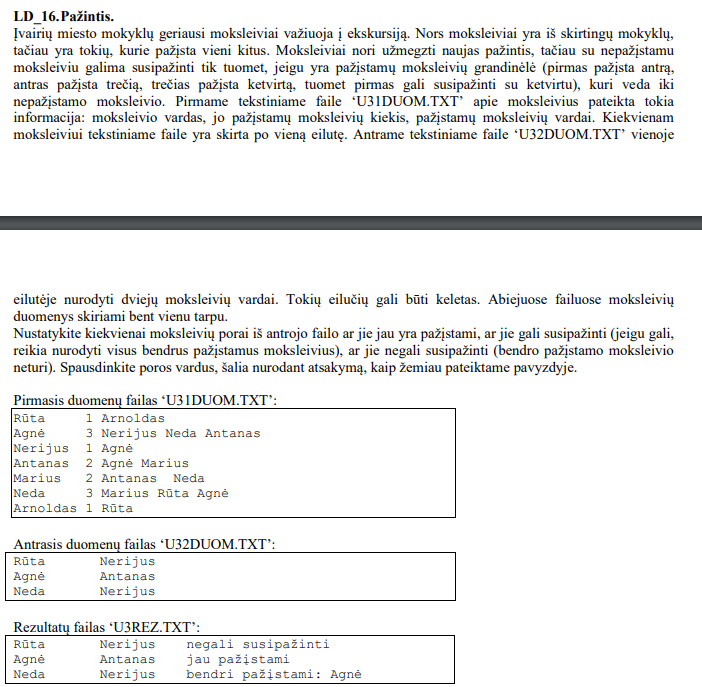 LD_16.Pažintis.
Įvairių miesto mokyklų geriausi moksleiviai važiuoja į ekskursiją. Nors moksleiviai yra iš skirtingų mokyklų,
tačiau yra tokių, kurie pažįsta vieni kitus. Moksleiviai nori užmegzti naujas pažintis, tačiau su nepažįstamu
moksleiviu galima susipažinti tik tuomet, jeigu yra pažįstamų moksleivių grandinėlė (pirmas pažįsta antrą,
antras pažįsta trečią, trečias pažįsta ketvirtą, tuomet pirmas gali susipažinti su ketvirtu), kuri veda iki
nepažįstamo moksleivio. Pirmame tekstiniame faile ‘U31DUOM.TXT’ apie moksleivius pateikta tokia
informacija: moksleivio vardas, jo pažįstamų moksleivių kiekis, pažįstamų moksleivių vardai. Kiekvienam
moksleiviui tekstiniame faile yra skirta po vieną eilutę. Antrame tekstiniame faile ‘U32DUOM.TXT’ vienoje
eilutėje nurodyti dviejų moksleivių vardai. Tokių eilučių gali būti keletas. Abiejuose failuose moksleivių
duomenys skiriami bent vienu tarpu.
Nustatykite kiekvienai moksleivių porai iš antrojo failo ar jie jau yra pažįstami, ar jie gali susipažinti (jeigu gali,
reikia nurodyti visus bendrus pažįstamus moksleivius), ar jie negali susipažinti (bendro pažįstamo moksleivio
neturi). Spausdinkite poros vardus, šalia nurodant atsakymą, kaip žemiau pateiktame pavyzdyje.
Pirmasis duomenų failas ‘U31DUOM.TXT’:
Rūta 1 Arnoldas
Agnė 3 Nerijus Neda Antanas
Nerijus 1 Agnė
Antanas 2 Agnė Marius
Marius 2 Antanas Neda
Neda 3 Marius Rūta Agnė
Arnoldas 1 Rūta
Antrasis duomenų failas ‘U32DUOM.TXT’:
Rūta Nerijus
Agnė Antanas
Neda Nerijus
Rezultatų failas ‘U3REZ.TXT’:
Rūta Nerijus negali susipažinti
Agnė Antanas jau pažįstami
Neda Nerijus bendri pažįstami: Agnė